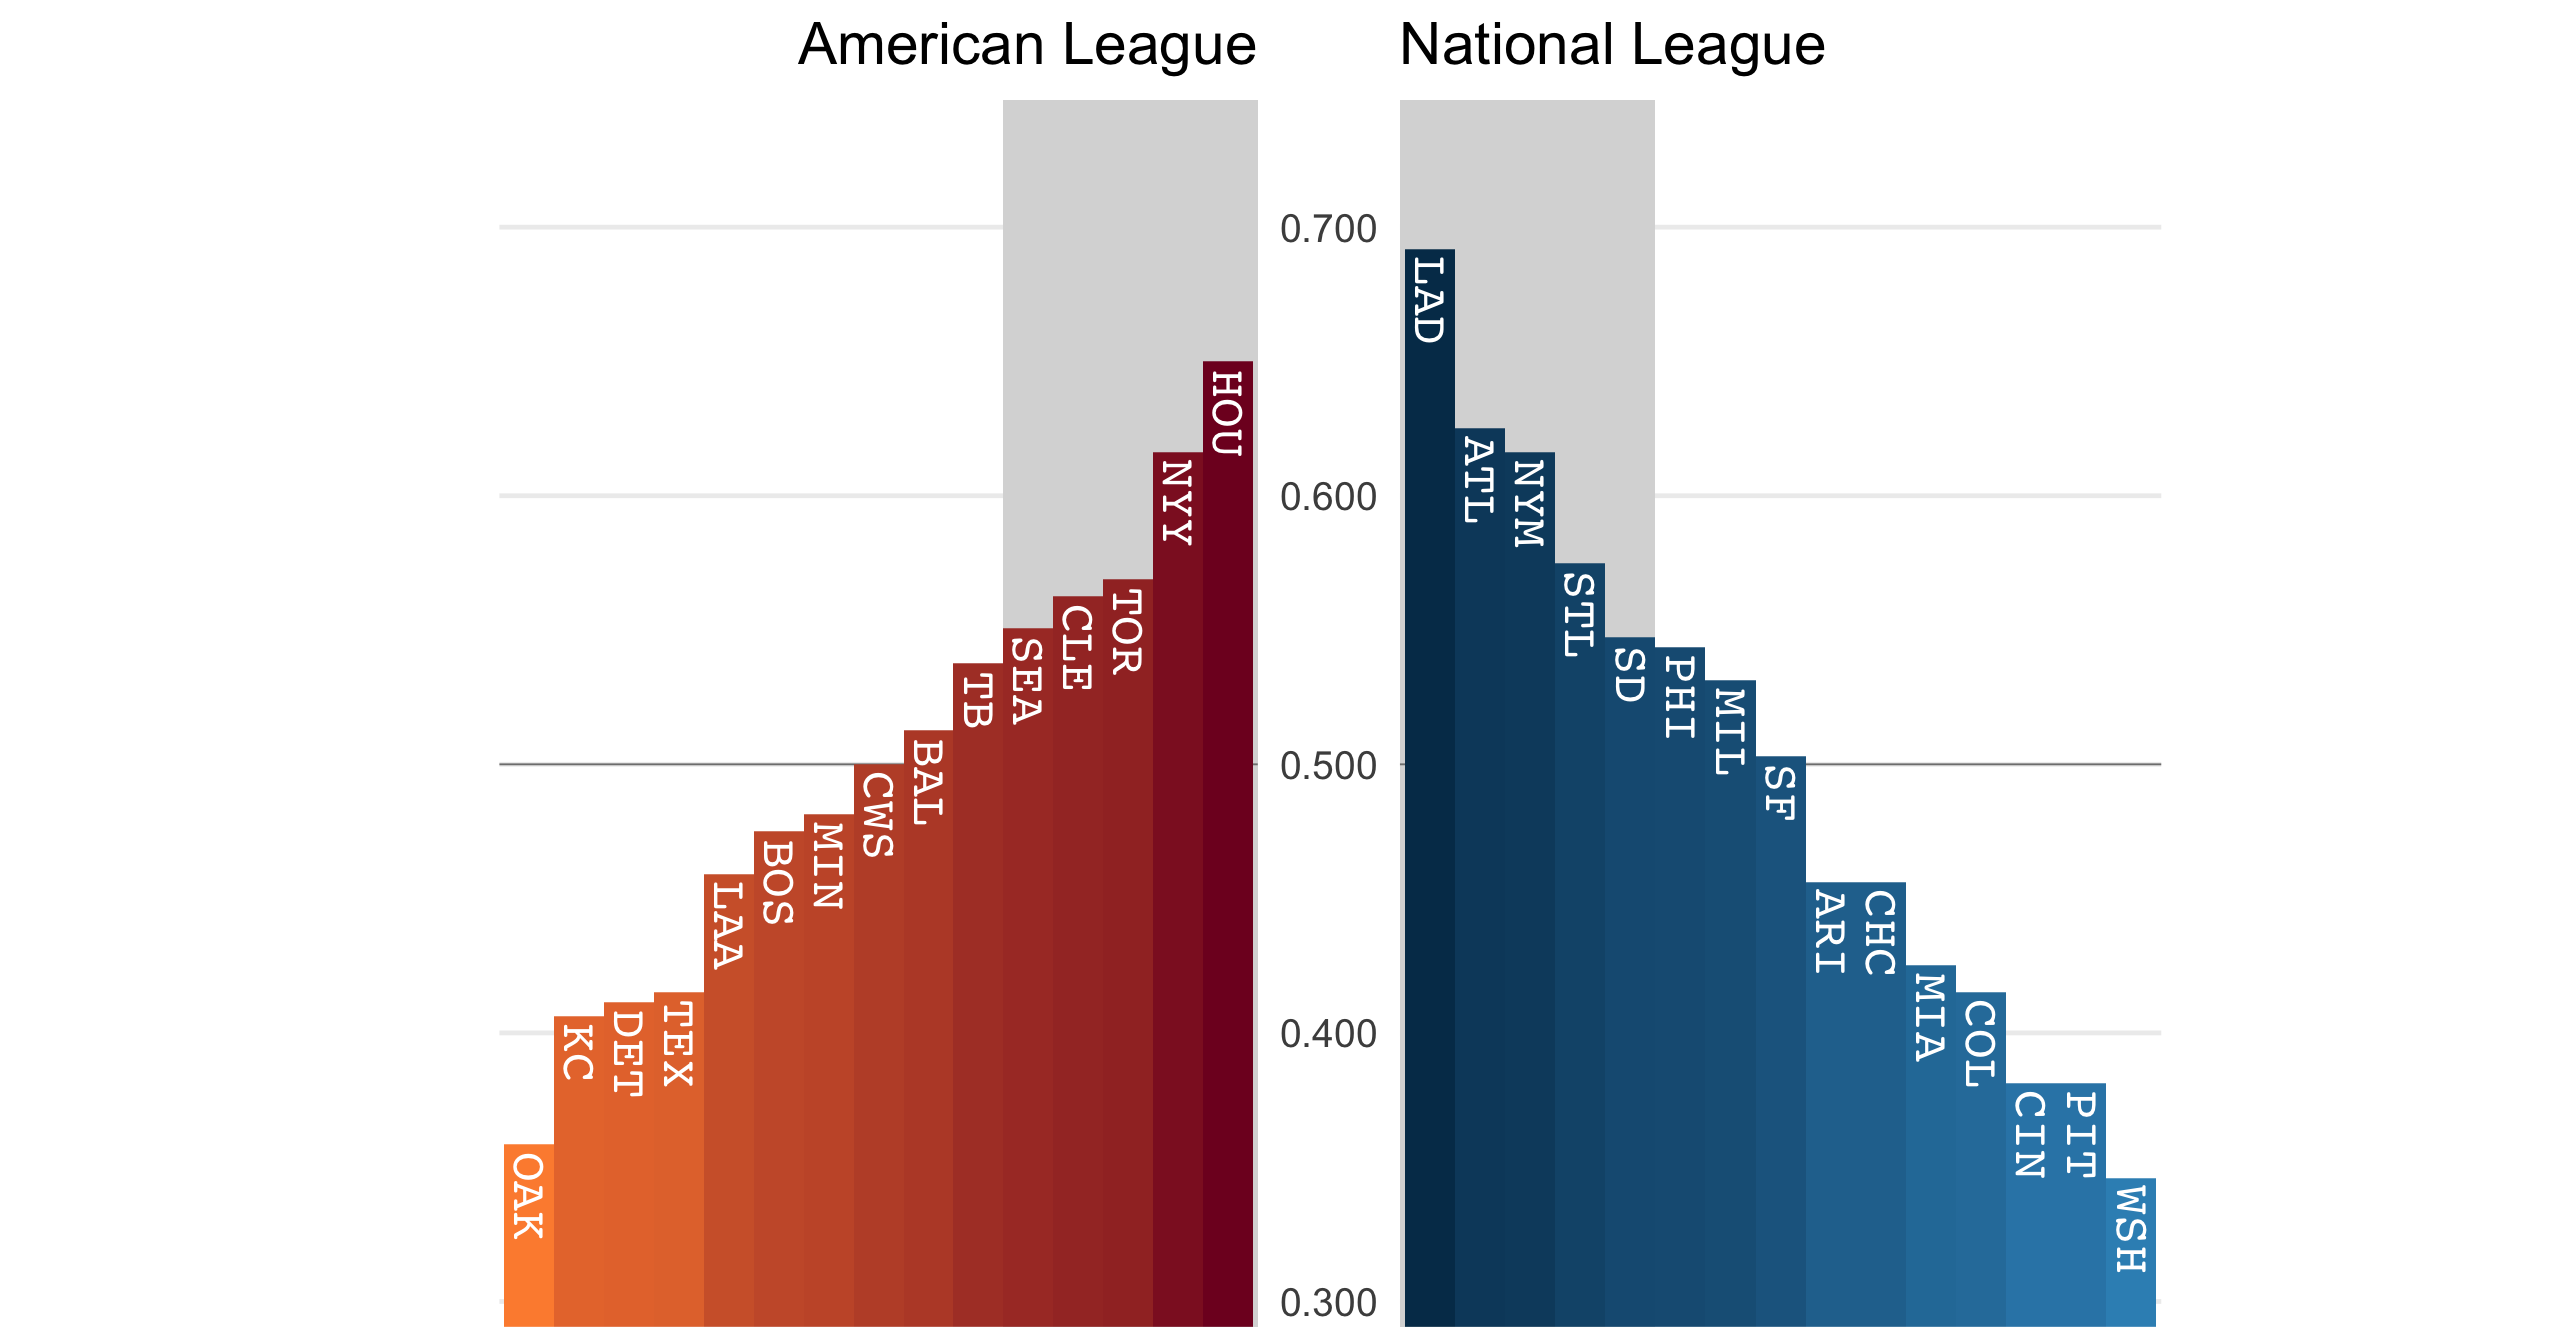 American League
National League
0.700
0.600
0.500
0.400
0.300
OAK
KC
DET
TEX
LAA
BOS
MIN
CWS
BAL
TB
SEA
CLE
TOR
NYY
HOU
LAD
ATL
NYM
STL
SD
PHI
MIL
SF
ARI
CHC
MIA
COL
CIN
PIT
WSH